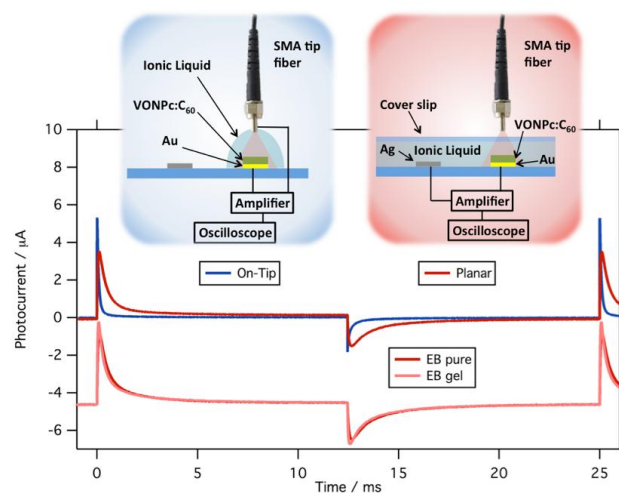 SMA tip
fiber
Ionic Liquid
VONPc:C₆₀
Au
Amplifier
Oscilloscope
SMA tip
fiber
Cover slip
VONPc:C₆₀
Ag
Ionic Liquid
Au
Amplifier
Oscilloscope
On-Tip
Planar
EB pure
EB gel
Photocurrent / µA
10
8
6
4
2
0
-2
-4
-6
0
5
10
15
20
25
Time / ms